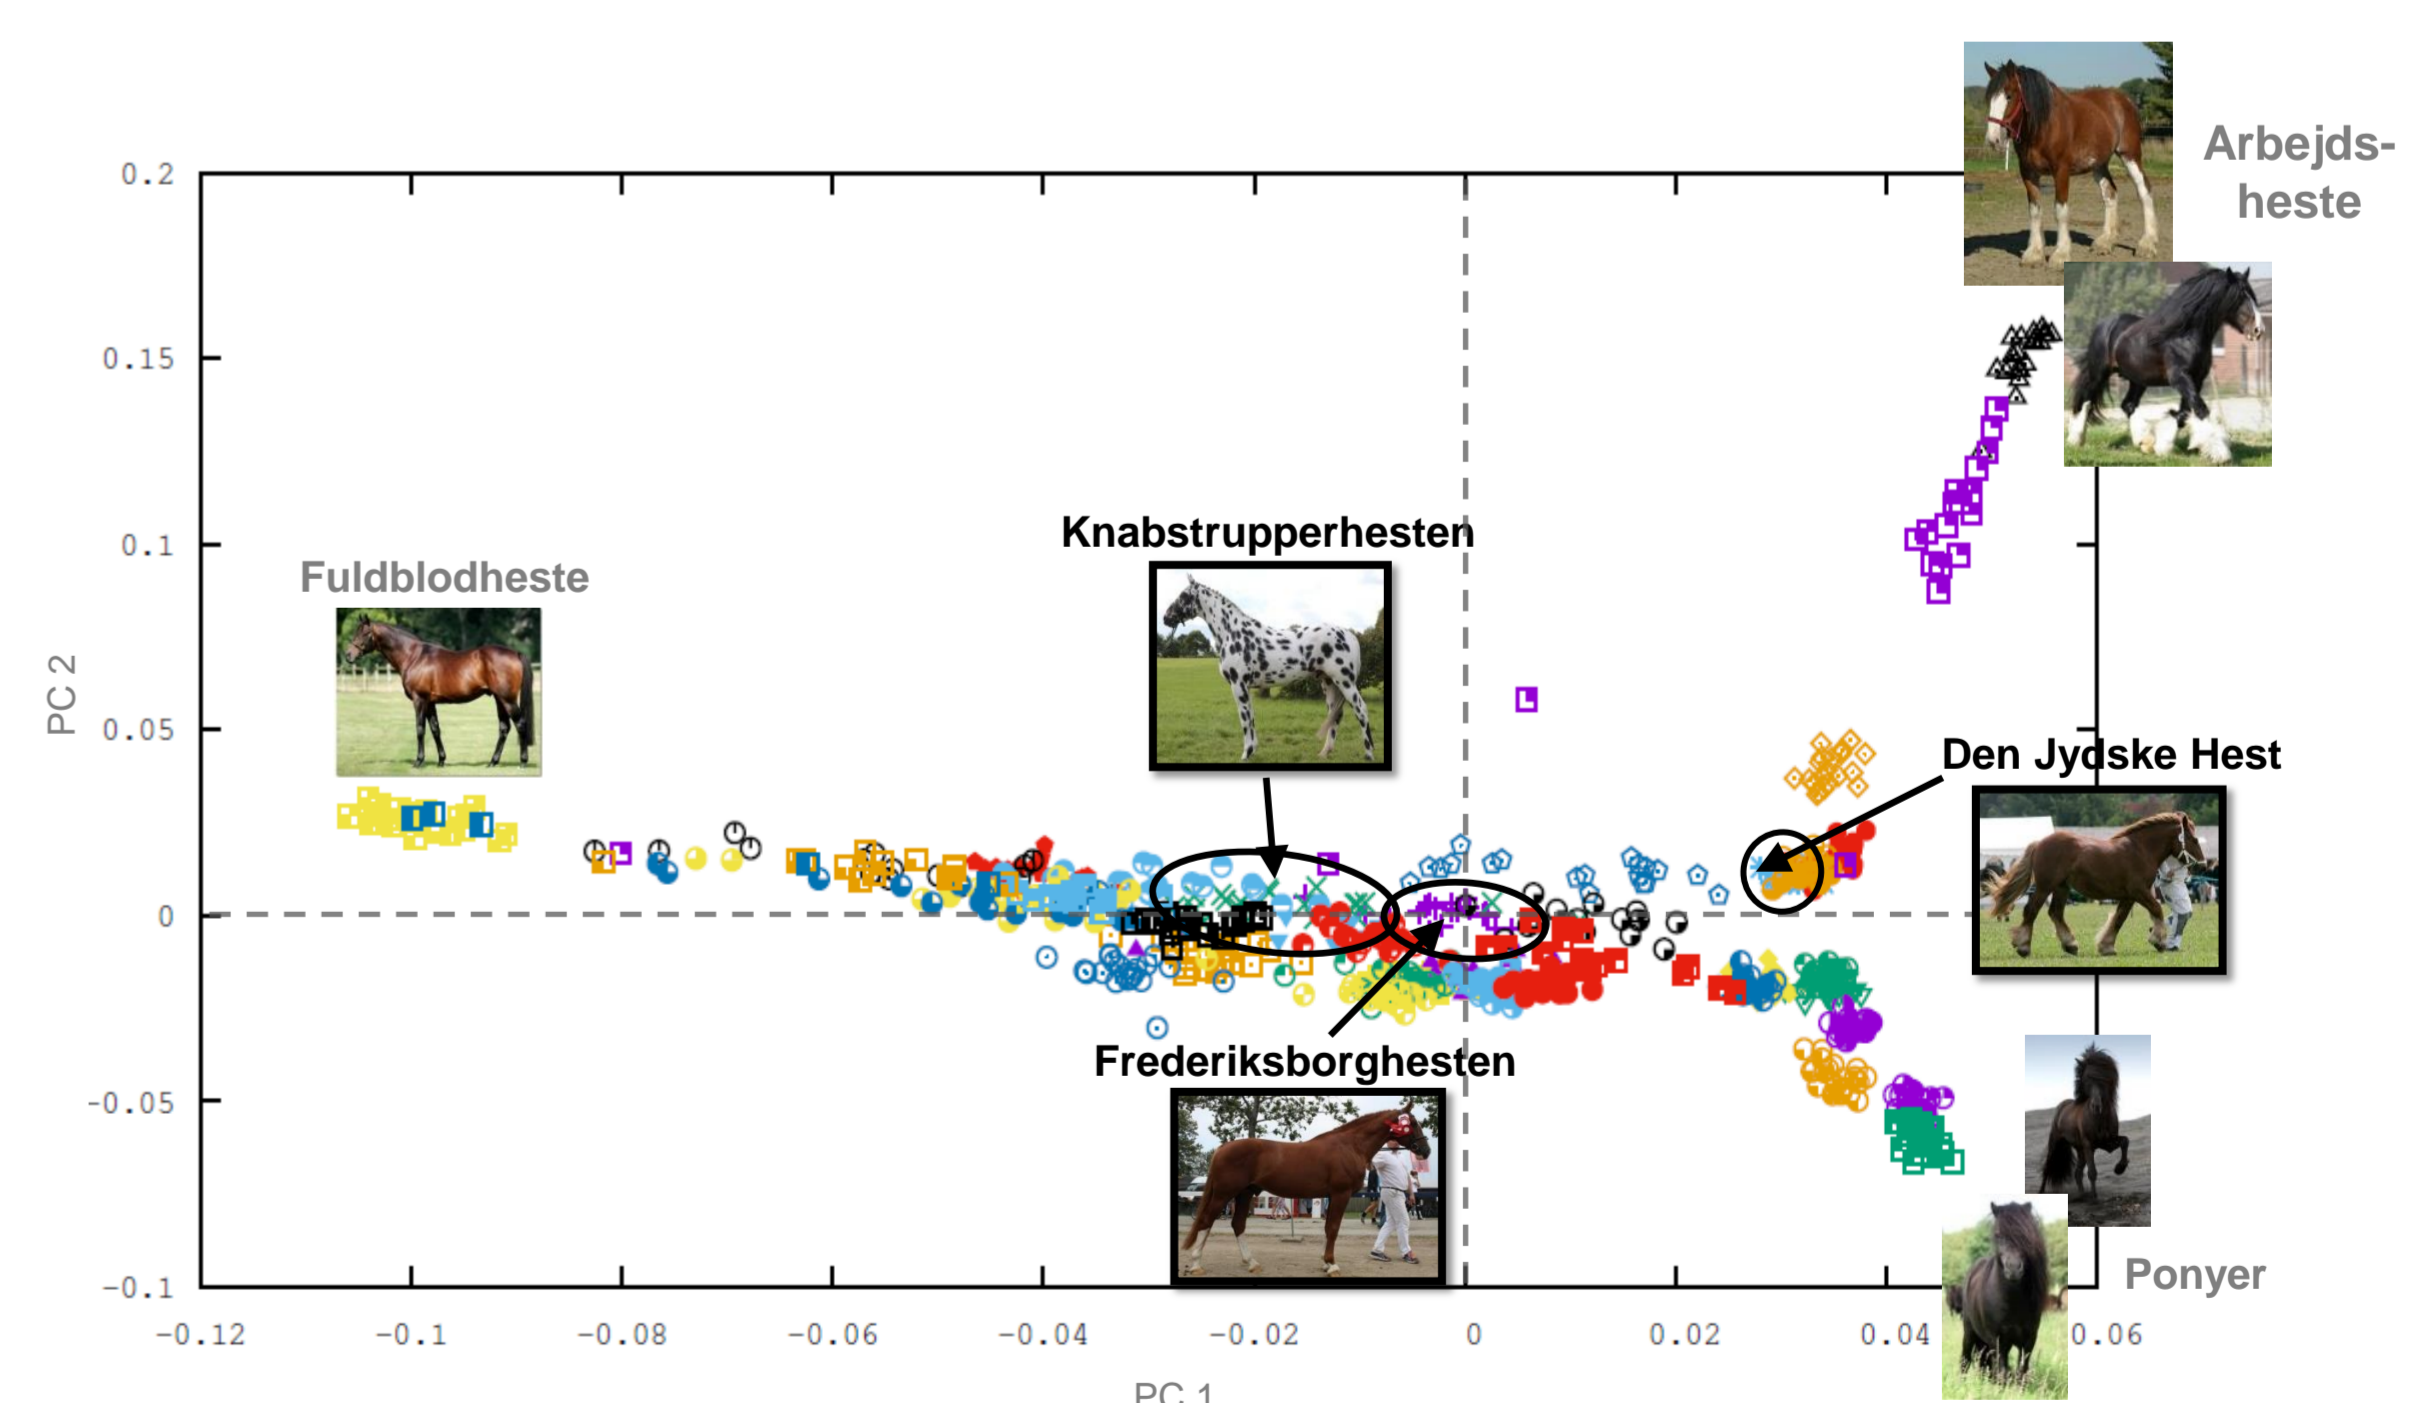 Arbejds-
heste
0.2
0.15
Knabstrupperhesten
0.1
Fuldblodheste
PC 2
0.05
Den Jydske Hest
0
Frederiksborghesten
-0.05
Ponyer
-0.1
-0.12 -0.1 -0.08 -0.06 -0.04 -0.02 0 0.02 0.04 0.06
PC 1